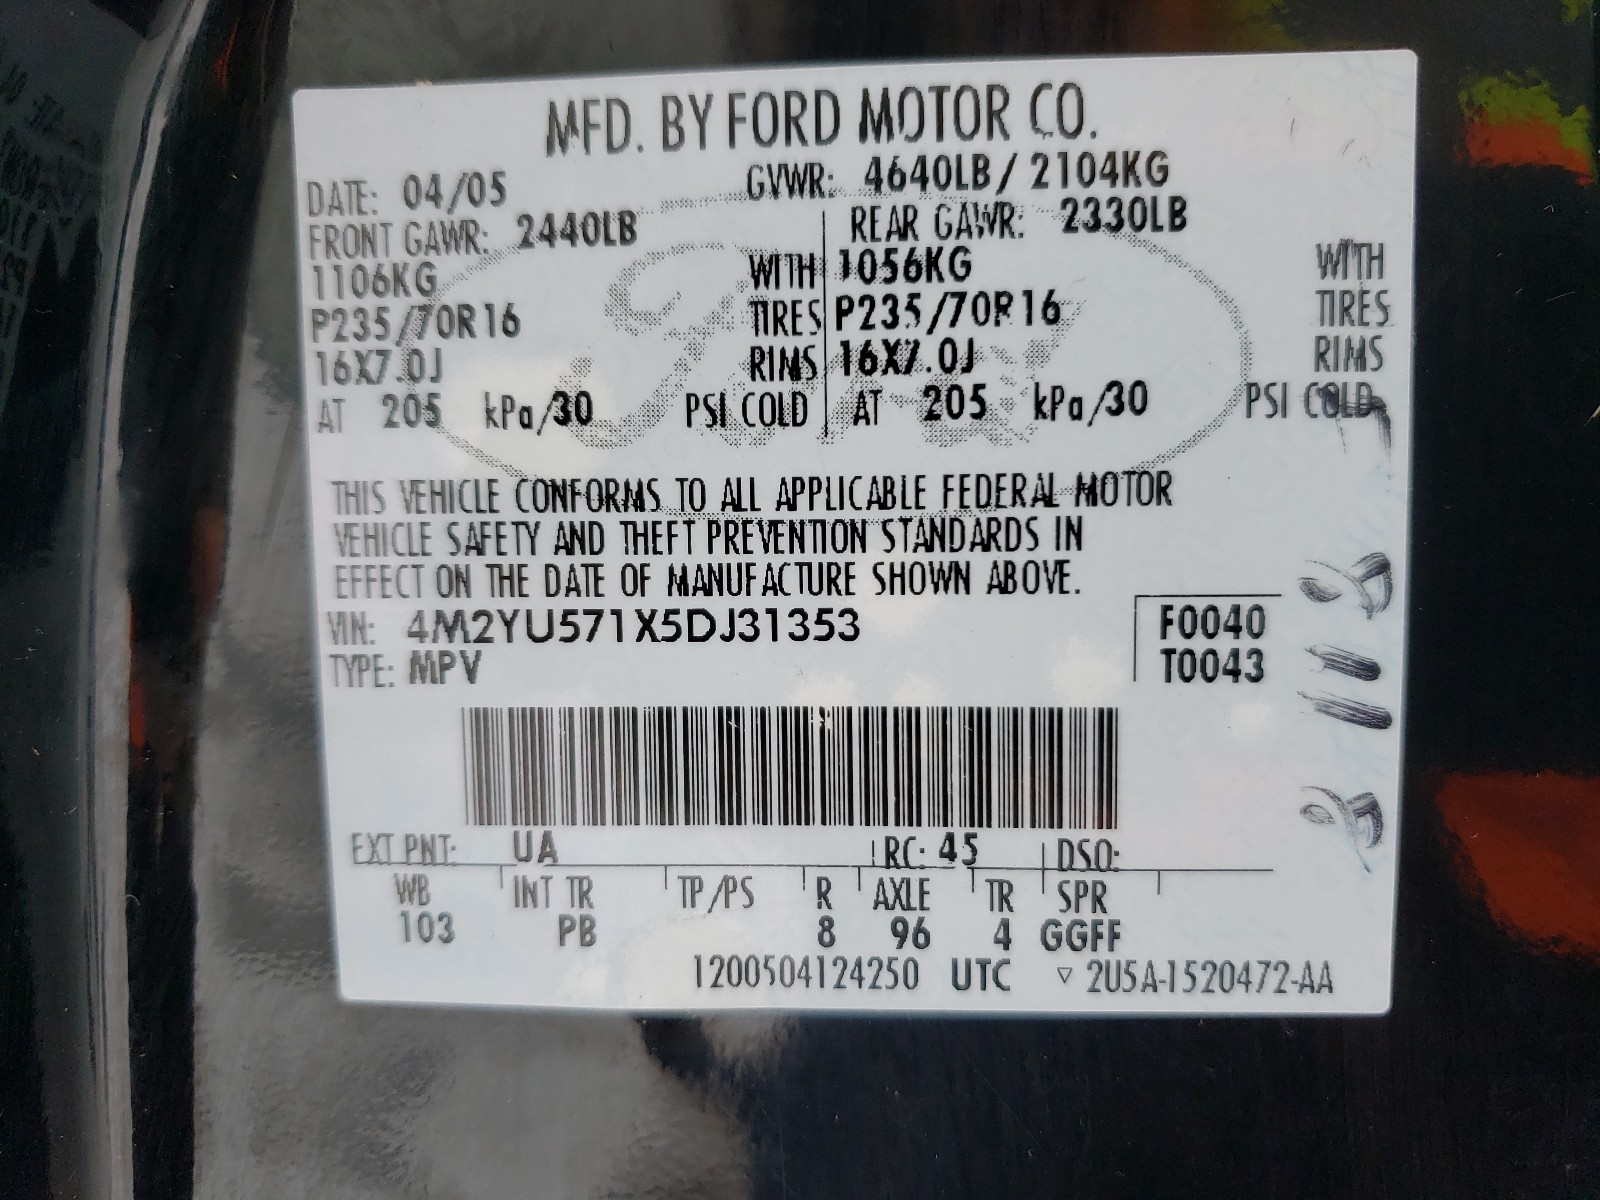 MFD. BY FORD MOTOR CO.
DATE: 04/05 GVWR: 4640LB / 2104KG
FRONT GAWR: 2440LB REAR GAWR: 2330LB
1106KG WITH 1056KG WITH
P235/70R16 TIRES P235/70R16 TIRES
16X7.0J RIMS 16X7.0J RIMS
AT 205 kPa/30 PSI COLD AT 205 kPa/30 PSI COLD
THIS VEHICLE CONFORMS TO ALL APPLICABLE FEDERAL MOTOR
VEHICLE SAFETY AND THEFT PREVENTION STANDARDS IN
EFFECT ON THE DATE OF MANUFACTURE SHOWN ABOVE.
VIN: 4M2YU571X5DJ31353 F0040
TYPE: MPV T0043
EXT PNT: UA RC: 45 DSO:
WB INT TR TP/PS R AXLE TR SPR
103 PB 8 96 4 GGFF
1200504124250 UTC ▽ 2U5A-1520472-AA